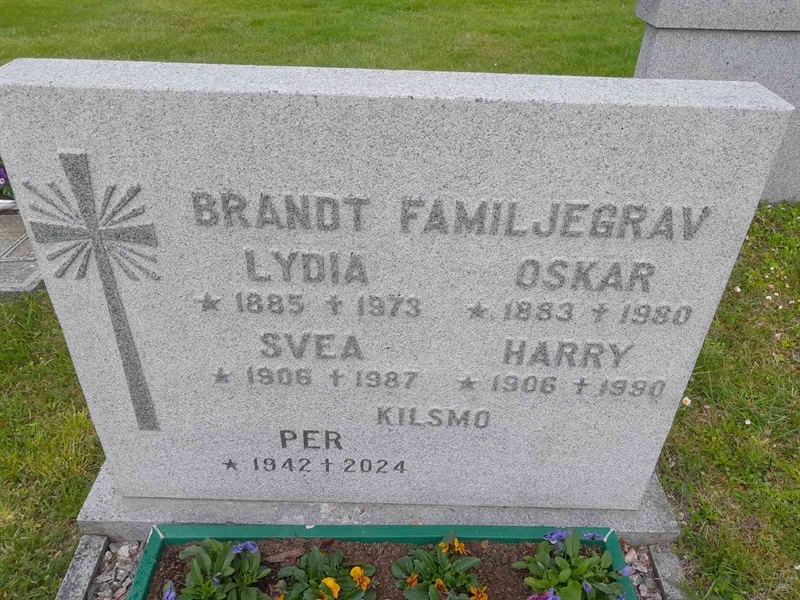 BRANDT FAMILJEGRAV
LYDIA OSKAR
★ 1885 † 1973 ★ 1883 † 1980
SVEA HARRY
★ 1906 † 1987 ★ 1906 † 1990
KILSMO
PER
★ 1942 † 2024